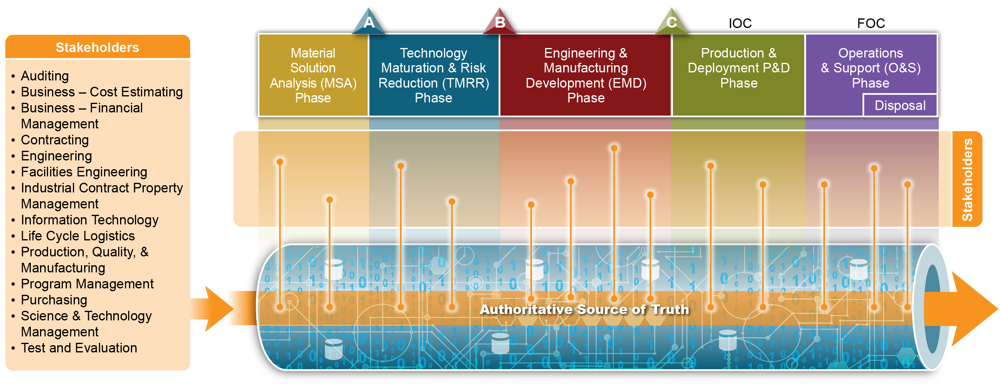 Stakeholders
• Auditing
• Business – Cost Estimating
• Business – Financial
Management
• Contracting
• Engineering
• Facilities Engineering
• Industrial Contract Property
Management
• Information Technology
• Life Cycle Logistics
• Production, Quality, &
Manufacturing
• Program Management
• Purchasing
• Science & Technology
Management
• Test and Evaluation
A
B
C
IOC
FOC
Material
Solution
Analysis (MSA)
Phase
Technology
Maturation & Risk
Reduction (TMRR)
Phase
Engineering &
Manufacturing
Development (EMD)
Phase
Production &
Deployment P&D
Phase
Operations
& Support (O&S)
Phase
Disposal
Stakeholders
Authoritative Source of Truth